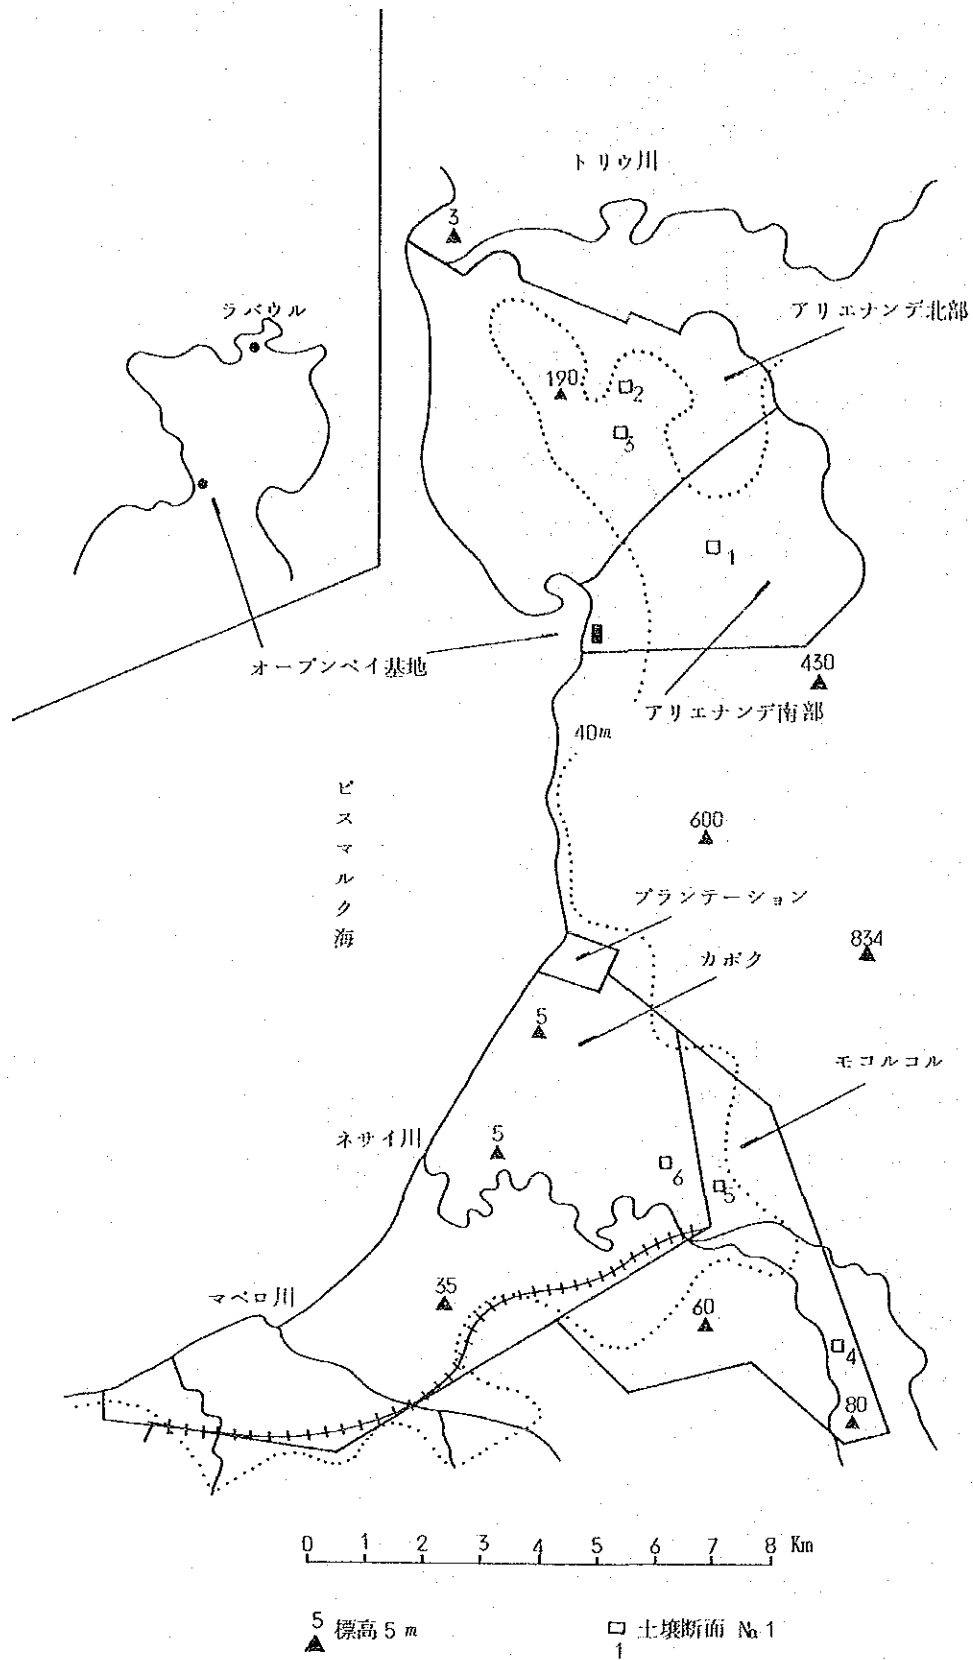 トリウ川
3
ラバウル
アリエナンデ北部
190
2
3
1
オープンベイ基地
430
アリエナンデ南部
40m
ビスマルク海
600
プランテーション
834
カボク
5
モコルコル
ネサイ川
5
6
5
マベロ川
35
60
4
80
0 1 2 3 4 5 6 7 8 Km
5 標高5m
土壌断面 No.1
1